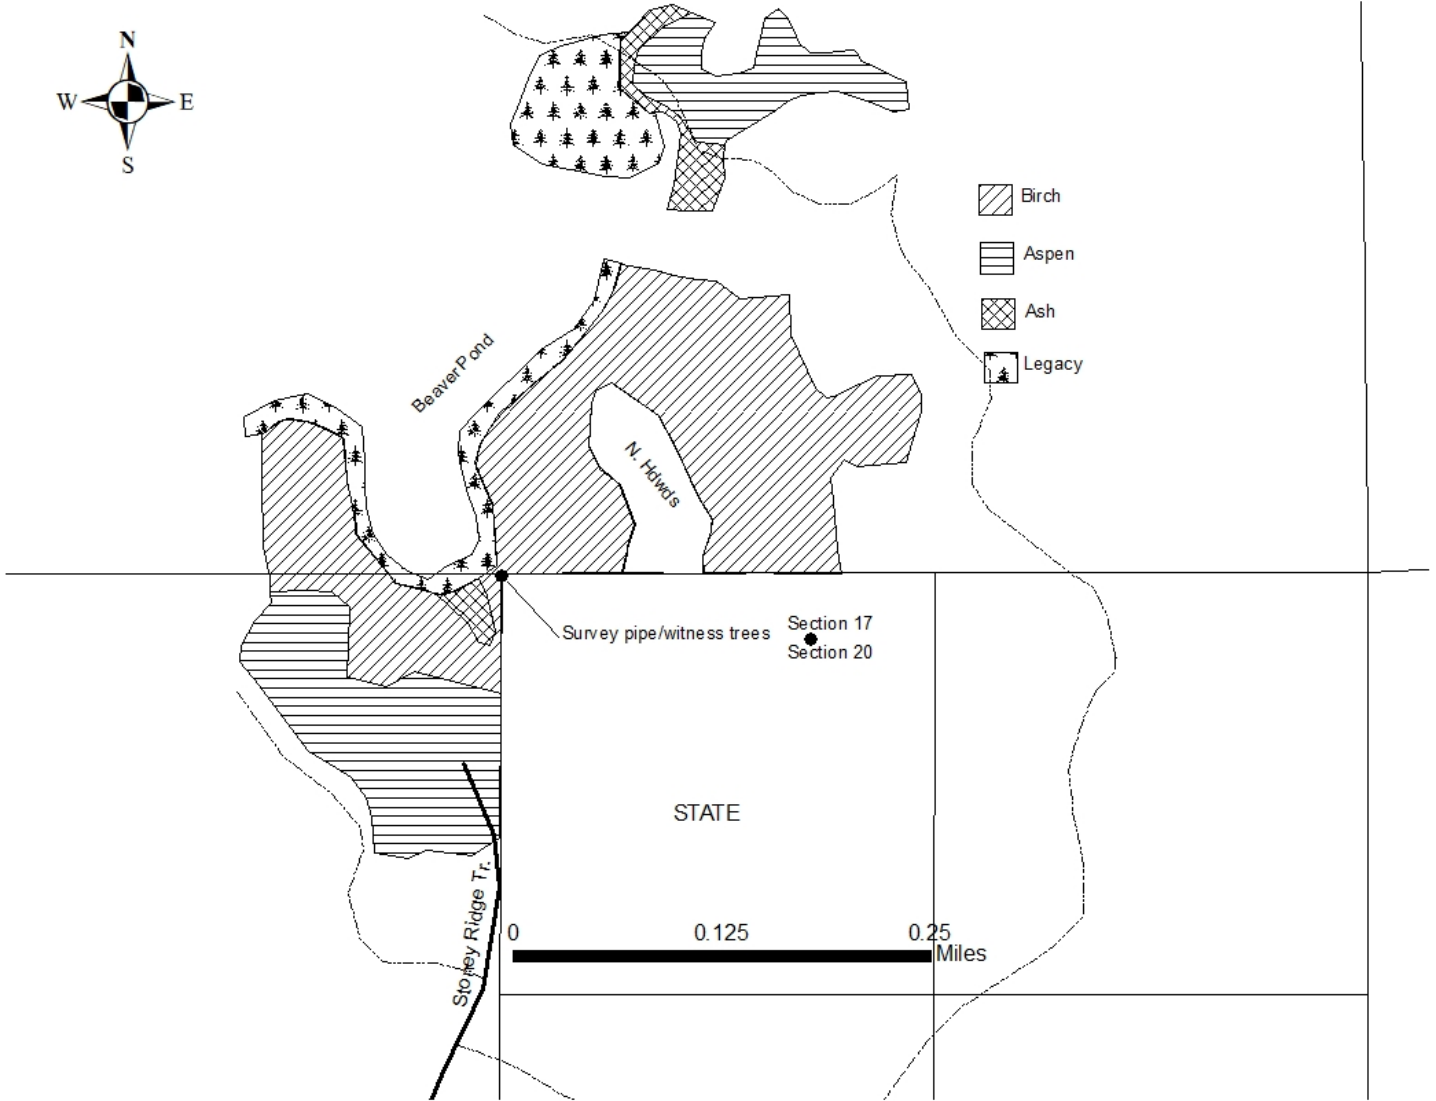 N
W E
S
Birch
Aspen
Ash
Legacy
Beaver Pond
N. Hdwds
Survey pipe/witness trees
Section 17
Section 20
STATE
Stoney Ridge Tr.
0 0.125 0.25
Miles